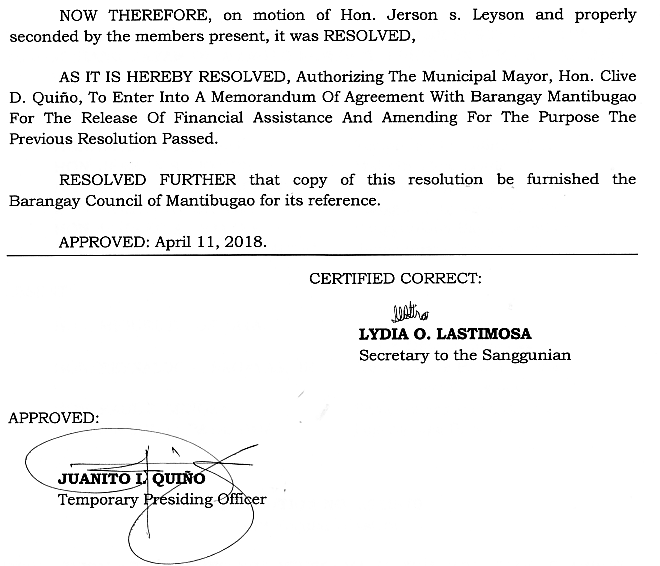 NOW THEREFORE, on motion of Hon. Jerson s. Leyson and properly
seconded by the members present, it was RESOLVED,
AS IT IS HEREBY RESOLVED, Authorizing The Municipal Mayor, Hon. Clive
D. Quiño, To Enter Into A Memorandum Of Agreement With Barangay Mantibugao
For The Release Of Financial Assistance And Amending For The Purpose The
Previous Resolution Passed.
RESOLVED FURTHER that copy of this resolution be furnished the
Barangay Council of Mantibugao for its reference.
APPROVED: April 11, 2018.
CERTIFIED CORRECT:
LYDIA O. LASTIMOSA
Secretary to the Sanggunian
APPROVED:
JUANITO I. QUIÑO
Temporary Presiding Officer